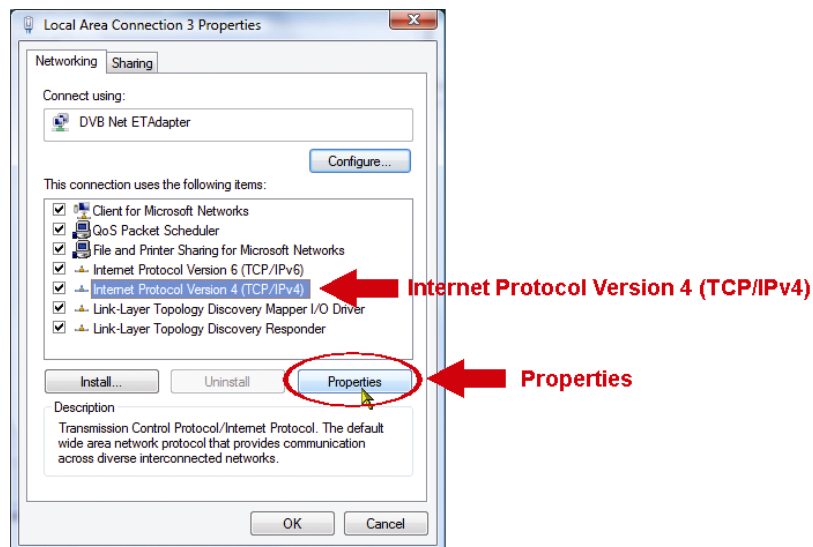 Local Area Connection 3 Properties
Networking
Sharing
Connect using:
DVB Net ETAdapter
Configure...
This connection uses the following items:
Client for Microsoft Networks
QoS Packet Scheduler
File and Printer Sharing for Microsoft Networks
Internet Protocol Version 6 (TCP/IPv6)
Internet Protocol Version 4 (TCP/IPv4)
Internet Protocol Version 4 (TCP/IPv4)
Link-Layer Topology Discovery Mapper I/O Driver
Link-Layer Topology Discovery Responder
Install...
Uninstall
Properties
Properties
Description
Transmission Control Protocol/Internet Protocol. The default
wide area network protocol that provides communication
across diverse interconnected networks.
OK
Cancel